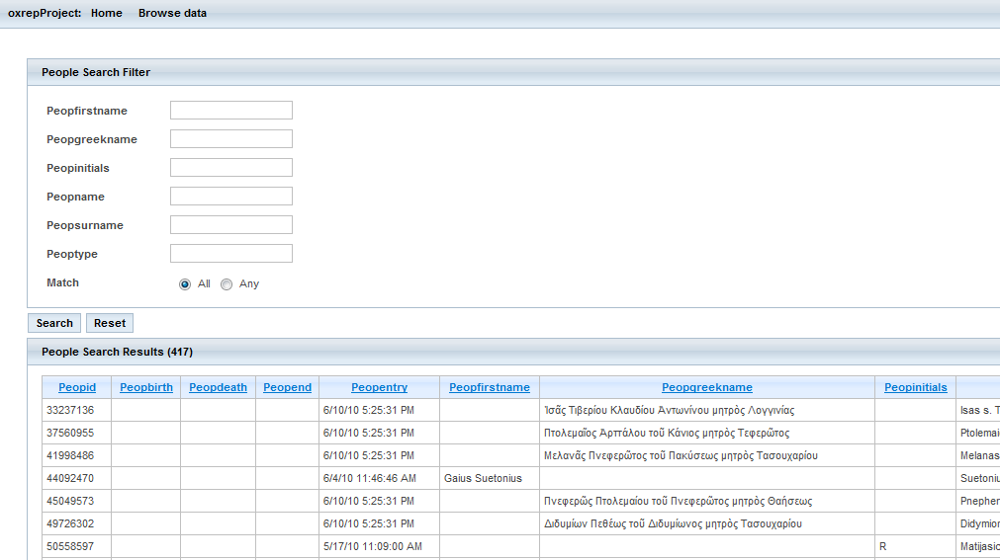 oxrepProject: Home Browse data
People Search Filter
Peopfirstname
Peopgreekname
Peopinitials
Peopname
Peopsurname
Peoptype
Match All Any
Search Reset
People Search Results (417)
Peopid Peopbirth Peopdeath Peopend Peopentry Peopfirstname Peopgreekname Peopinitials
33237136 6/10/10 5:25:31 PM Ἰσᾶς Τιβερίου Κλαυδίου Ἀντωνίνου μητρὸς Λογγινίας Isas s. T
37560955 6/10/10 5:25:31 PM Πτολεμαῖος Ἁρπάλου τοῦ Κάνιος μητρὸς Τεφερῶτος Ptolemai
41998486 6/10/10 5:25:31 PM Μελανᾶς Πνεφερῶτος τοῦ Πακύσεως μητρὸς Τασουχαρίου Melanas
44092470 6/4/10 11:46:46 AM Gaius Suetonius Suetoniu
45049573 6/10/10 5:25:31 PM Πνεφερῶς Πτολεμαίου τοῦ Πνεφερῶτος μητρὸς Θαήσεως Pnepher
49726302 6/10/10 5:25:31 PM Διδυμίων Πεθέως τοῦ Διδυμίωνος μητρὸς Τασουχαρίου Didymion
50558597 5/17/10 11:09:00 AM R Matijasic